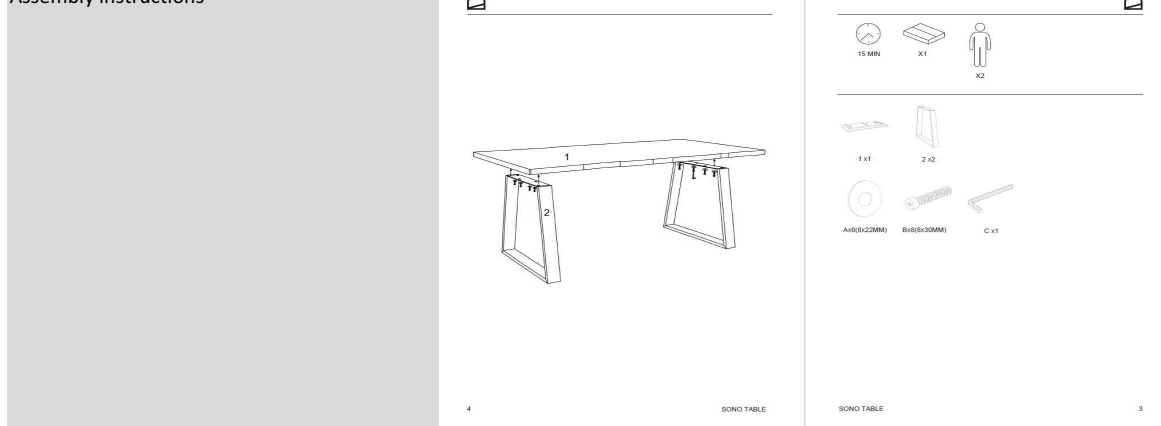 Assembly Instructions
1
2
4
SONO TABLE
15 MIN
X1
X2
1 x1
2 x2
Ax8(8x22MM)
Bx8(8x30MM)
C x1
SONO TABLE
3